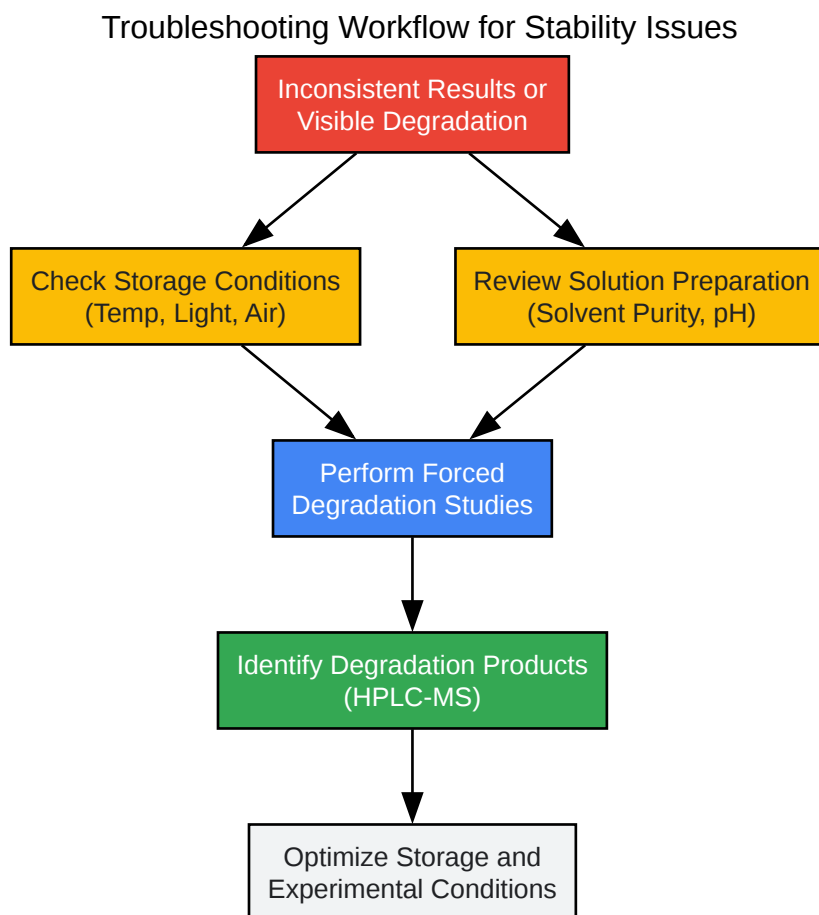 Troubleshooting Workflow for Stability Issues
Inconsistent Results or
Visible Degradation
Check Storage Conditions
(Temp, Light, Air)
Review Solution Preparation
(Solvent Purity, pH)
Perform Forced
Degradation Studies
Identify Degradation Products
(HPLC-MS)
Optimize Storage and
Experimental Conditions